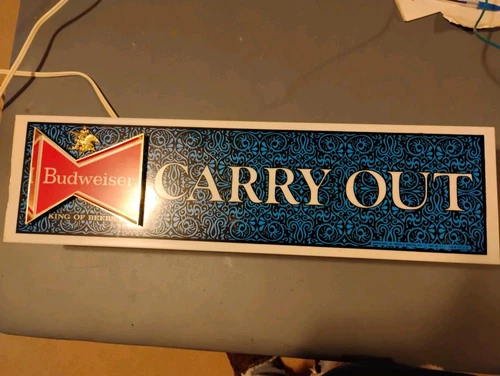 Budweiser
KING OF BEERS
CARRY OUT